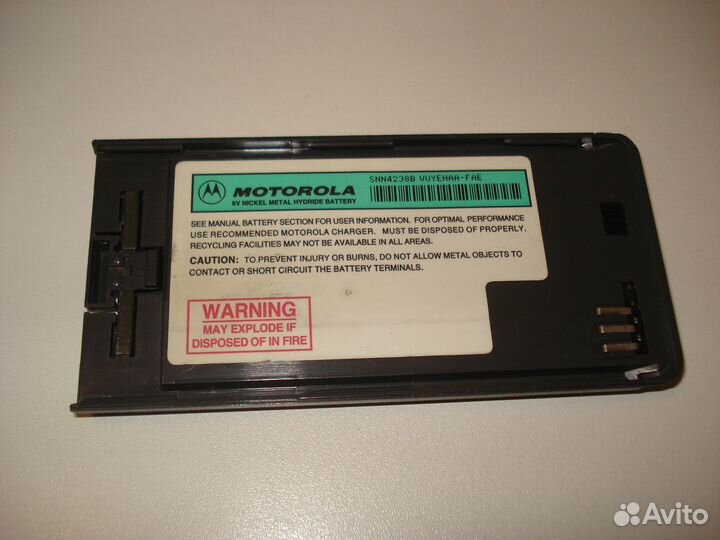 SNN4238B VUYEHAA-FAE
MOTOROLA
6V NICKEL METAL HYDRIDE BATTERY
SEE MANUAL BATTERY SECTION FOR USER INFORMATION. FOR OPTIMAL PERFORMANCE
USE RECOMMENDED MOTOROLA CHARGER. MUST BE DISPOSED OF PROPERLY.
RECYCLING FACILITIES MAY NOT BE AVAILABLE IN ALL AREAS.
CAUTION: TO PREVENT INJURY OR BURNS, DO NOT ALLOW METAL OBJECTS TO
CONTACT OR SHORT CIRCUIT THE BATTERY TERMINALS.
WARNING
MAY EXPLODE IF
DISPOSED OF IN FIRE
Avito